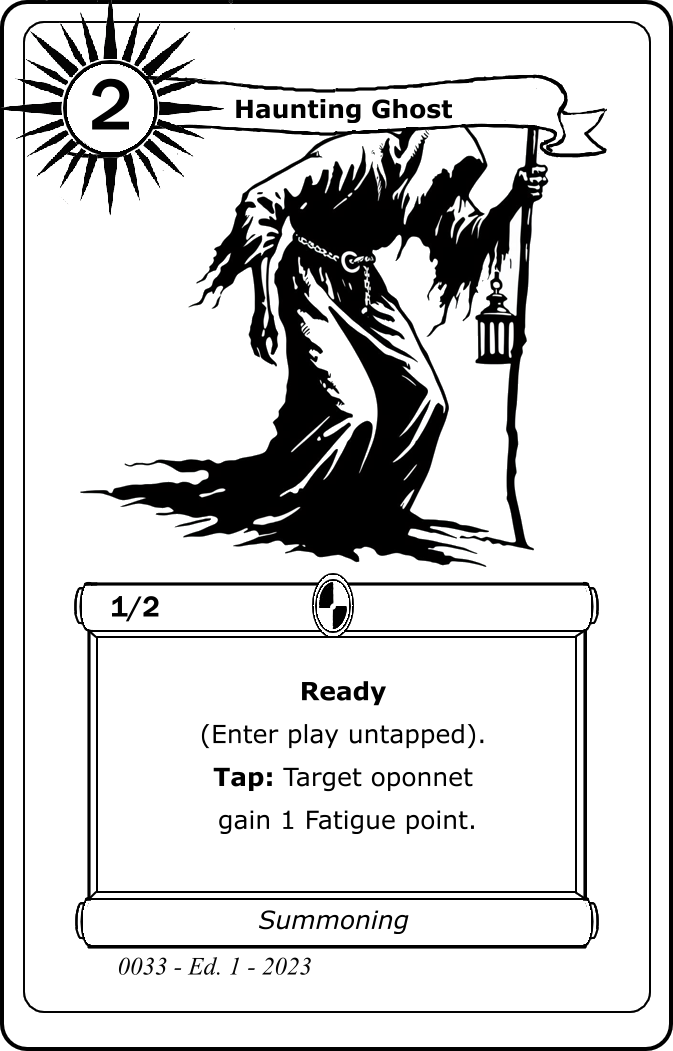 2
Haunting Ghost
1/2
Ready
(Enter play untapped).
Tap: Target oponnet
gain 1 Fatigue point.
Summoning
0033 - Ed. 1 - 2023